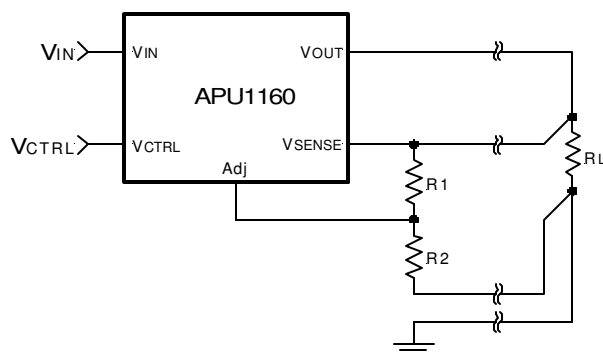 VIN
VIN
VOUT
APU1160
VCTRL
VCTRL
VSENSE
Adj
R1
R2
RL